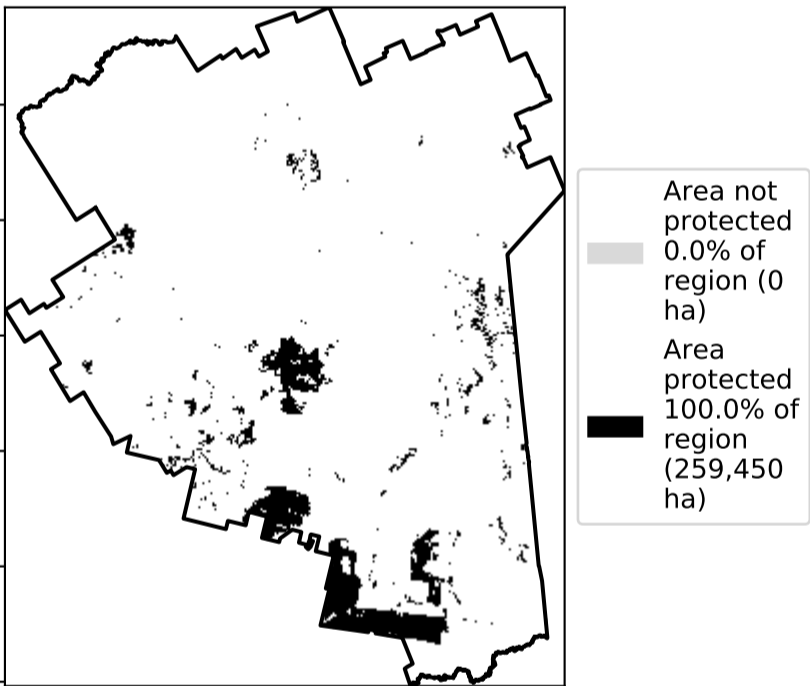 Area not
protected
0.0% of
region (0
ha)
Area
protected
100.0% of
region
(259,450
ha)